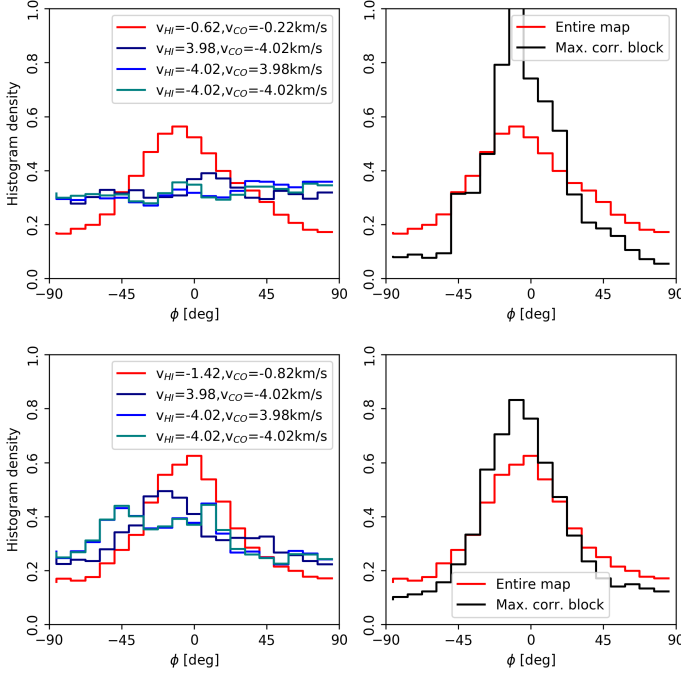 v_HI=-0.62,v_CO=-0.22km/s
v_HI=3.98,v_CO=-4.02km/s
v_HI=-4.02,v_CO=3.98km/s
v_HI=-4.02,v_CO=-4.02km/s
Histogram density
0.0 0.2 0.4 0.6 0.8 1.0
−90 −45 0 45 90
ϕ [deg]
Entire map
Max. corr. block
0.0 0.2 0.4 0.6 0.8 1.0
−90 −45 0 45 90
ϕ [deg]
v_HI=-1.42,v_CO=-0.82km/s
v_HI=3.98,v_CO=-4.02km/s
v_HI=-4.02,v_CO=3.98km/s
v_HI=-4.02,v_CO=-4.02km/s
Histogram density
0.0 0.2 0.4 0.6 0.8 1.0
−90 −45 0 45 90
ϕ [deg]
Entire map
Max. corr. block
0.0 0.2 0.4 0.6 0.8 1.0
−90 −45 0 45 90
ϕ [deg]